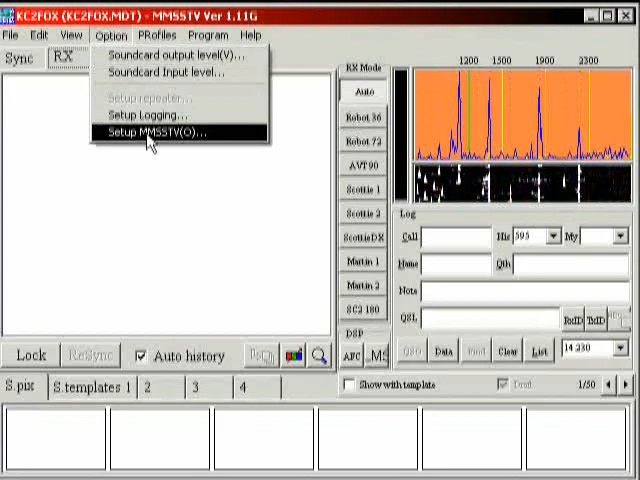 KC2FOX (KC2FOX.MDT) - MMSSTV Ver 1.11G
File Edit View Option PRofiles Program Help
Sync RX
Soundcard output level(V)...
Soundcard Input level...
Setup repeater...
Setup Logging...
Setup MMSSTV(O)...
RX Mode
Auto
Robot 36
Robot 72
AVT 90
Scottie 1
Scottie 2
ScottieDX
Martin 1
Martin 2
SC2 180
DSP
AFC MS
1200 1500 1900 2300
Log
Call His 595 My
Name Qth
Note
QSL RxID TxID
QSO Data Find Clear List 14.230
Lock ReSync Auto history
S.pix S.templates 1 2 3 4
Show with template Draft 1/50